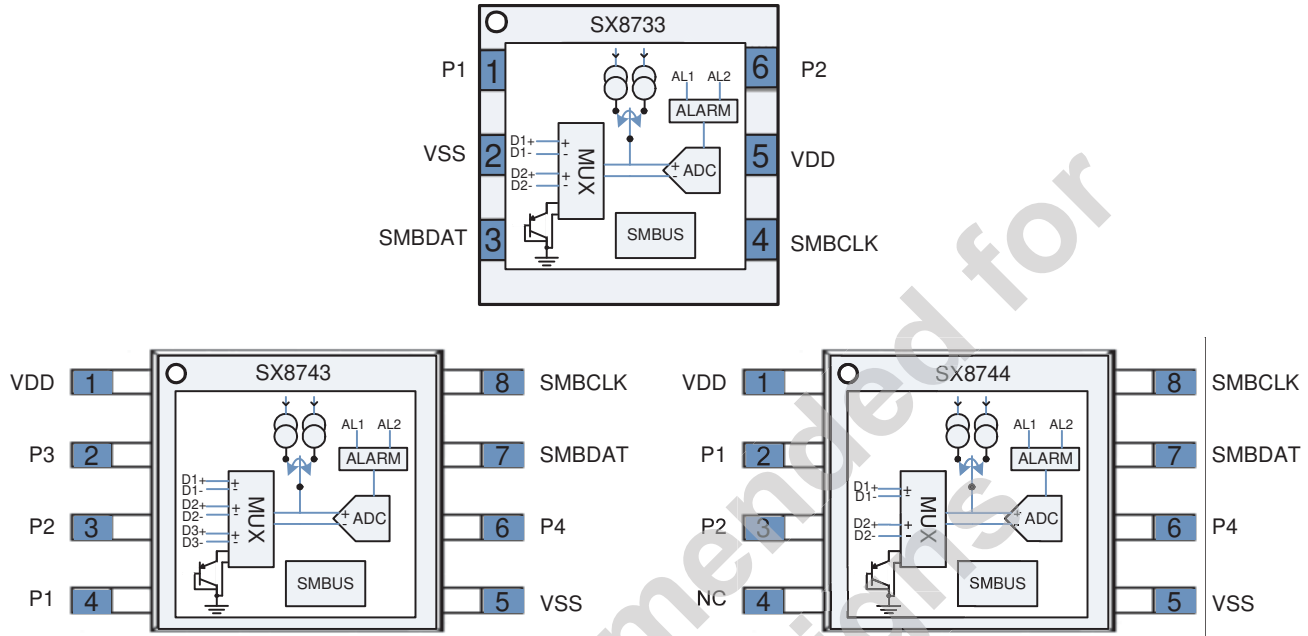 SX8733
P1 1
6 P2
AL1 AL2
ALARM
VSS 2
5 VDD
D1+ +
D1- -
D2+ +
D2- -
MUX
+
- ADC
SMBDAT 3
SMBUS
4 SMBCLK
SX8743
VDD 1
8 SMBCLK
AL1 AL2
ALARM
P3 2
7 SMBDAT
D1+ +
D1- -
D2+ +
D2- -
D3+ +
D3- -
MUX
+
- ADC
P2 3
6 P4
SMBUS
P1 4
5 VSS
SX8744
VDD 1
8 SMBCLK
AL1 AL2
ALARM
P1 2
7 SMBDAT
D1+ +
D1- -
D2+ +
D2- -
MUX
+
- ADC
P2 3
6 P4
SMBUS
NC 4
5 VSS
mended for
igns